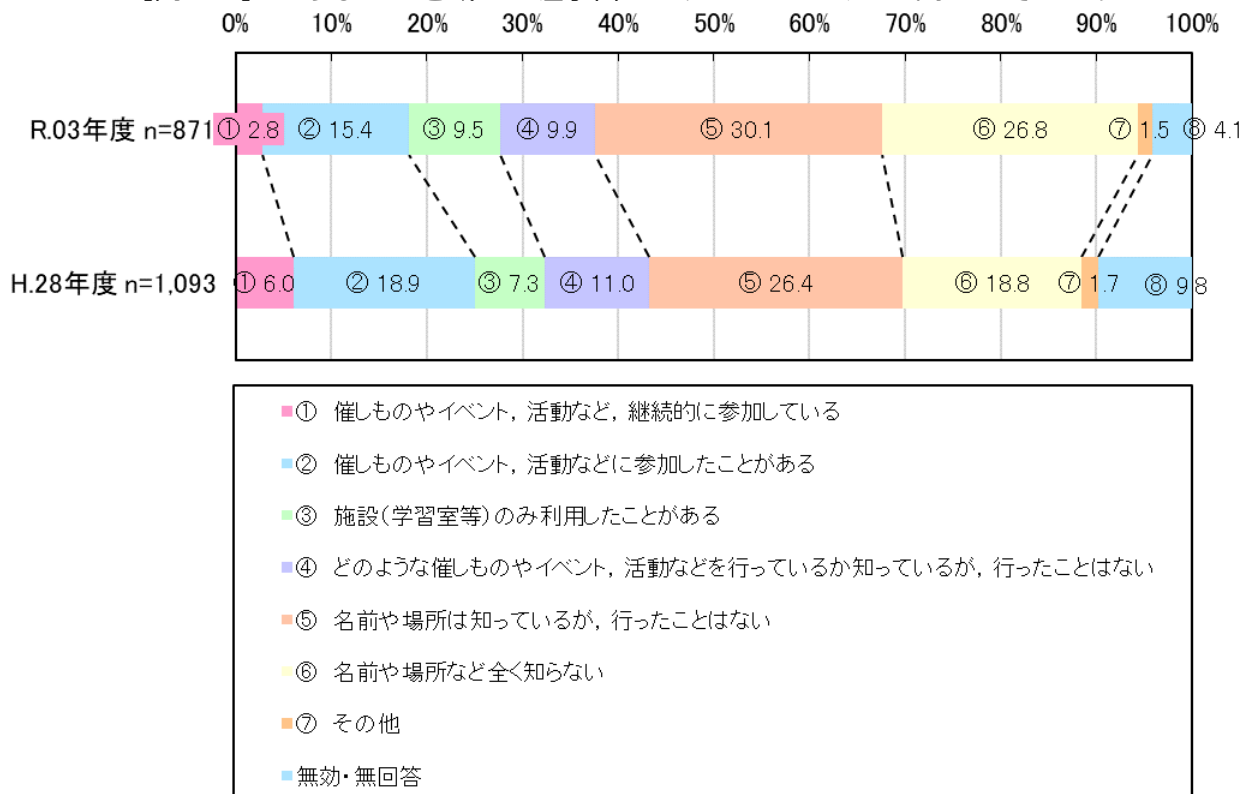 0% 10% 20% 30% 40% 50% 60% 70% 80% 90% 100%
R.03年度 n=871 ① 2.8 ② 15.4 ③ 9.5 ④ 9.9 ⑤ 30.1 ⑥ 26.8 ⑦ 1.5 ⑧ 4.1
H.28年度 n=1,093 ① 6.0 ② 18.9 ③ 7.3 ④ 11.0 ⑤ 26.4 ⑥ 18.8 ⑦ 1.7 ⑧ 9.8
① 催しものやイベント，活動など，継続的に参加している
② 催しものやイベント，活動などに参加したことがある
③ 施設（学習室等）のみ利用したことがある
④ どのような催しものやイベント，活動などを行っているか知っているが，行ったことはない
⑤ 名前や場所は知っているが，行ったことはない
⑥ 名前や場所など全く知らない
⑦ その他
無効・無回答